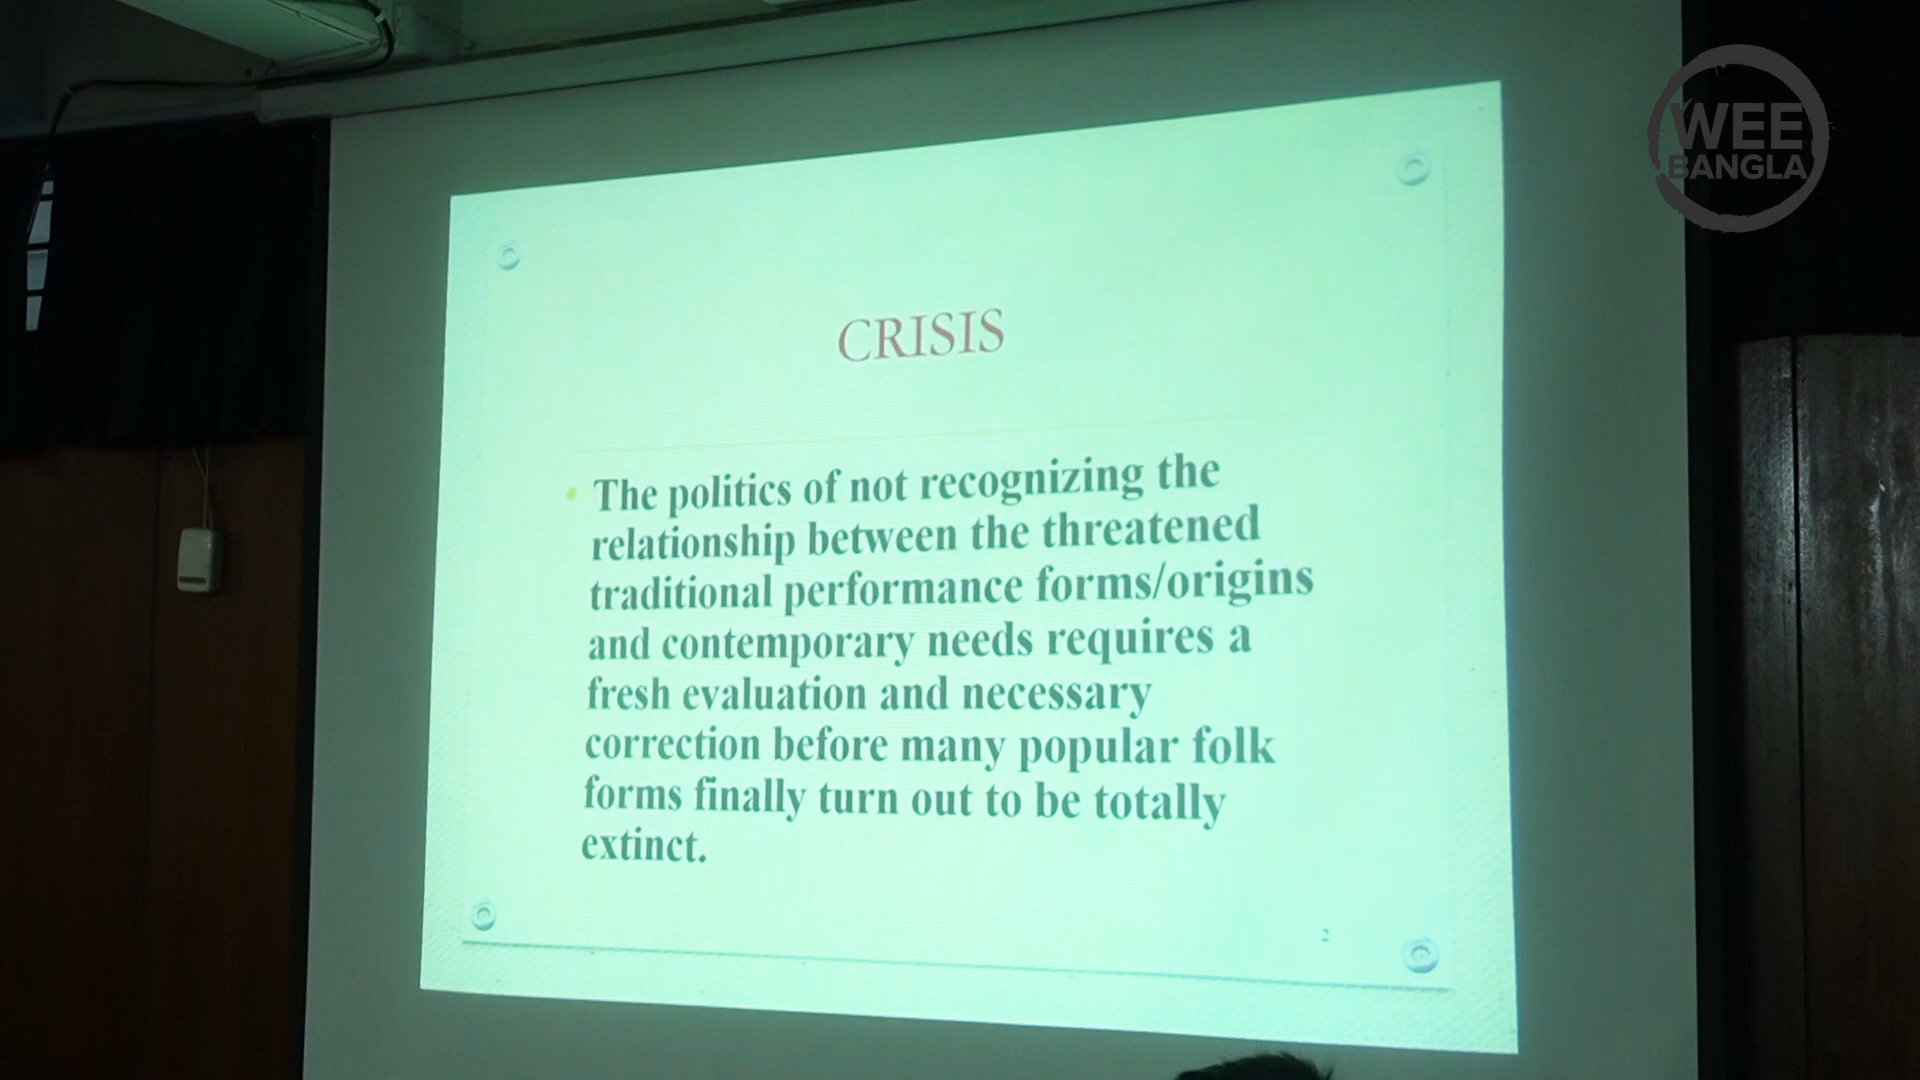 WEE
BANGLA
CRISIS
• The politics of not recognizing the
relationship between the threatened
traditional performance forms/origins
and contemporary needs requires a
fresh evaluation and necessary
correction before many popular folk
forms finally turn out to be totally
extinct.
2